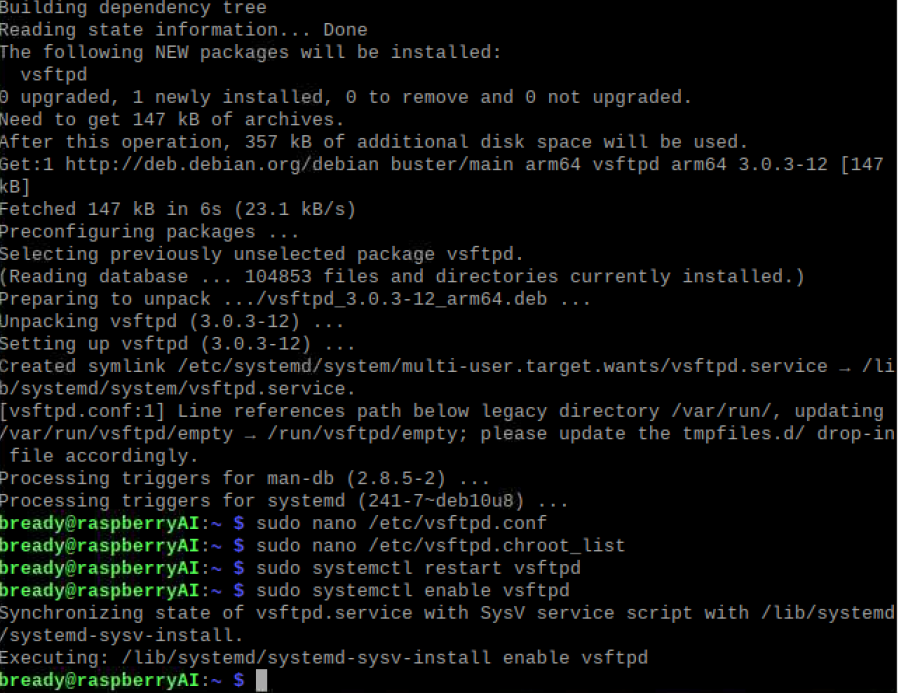 Building dependency tree
Reading state information... Done
The following NEW packages will be installed:
  vsftpd
0 upgraded, 1 newly installed, 0 to remove and 0 not upgraded.
Need to get 147 kB of archives.
After this operation, 357 kB of additional disk space will be used.
Get:1 http://deb.debian.org/debian buster/main arm64 vsftpd arm64 3.0.3-12 [147
kB]
Fetched 147 kB in 6s (23.1 kB/s)
Preconfiguring packages ...
Selecting previously unselected package vsftpd.
(Reading database ... 104853 files and directories currently installed.)
Preparing to unpack .../vsftpd_3.0.3-12_arm64.deb ...
Unpacking vsftpd (3.0.3-12) ...
Setting up vsftpd (3.0.3-12) ...
Created symlink /etc/systemd/system/multi-user.target.wants/vsftpd.service → /li
b/systemd/system/vsftpd.service.
[vsftpd.conf:1] Line references path below legacy directory /var/run/, updating
/var/run/vsftpd/empty → /run/vsftpd/empty; please update the tmpfiles.d/ drop-in
 file accordingly.
Processing triggers for man-db (2.8.5-2) ...
Processing triggers for systemd (241-7~deb10u8) ...
bready@raspberryAI:~ $ sudo nano /etc/vsftpd.conf
bready@raspberryAI:~ $ sudo nano /etc/vsftpd.chroot_list
bready@raspberryAI:~ $ sudo systemctl restart vsftpd
bready@raspberryAI:~ $ sudo systemctl enable vsftpd
Synchronizing state of vsftpd.service with SysV service script with /lib/systemd
/systemd-sysv-install.
Executing: /lib/systemd/systemd-sysv-install enable vsftpd
bready@raspberryAI:~ $